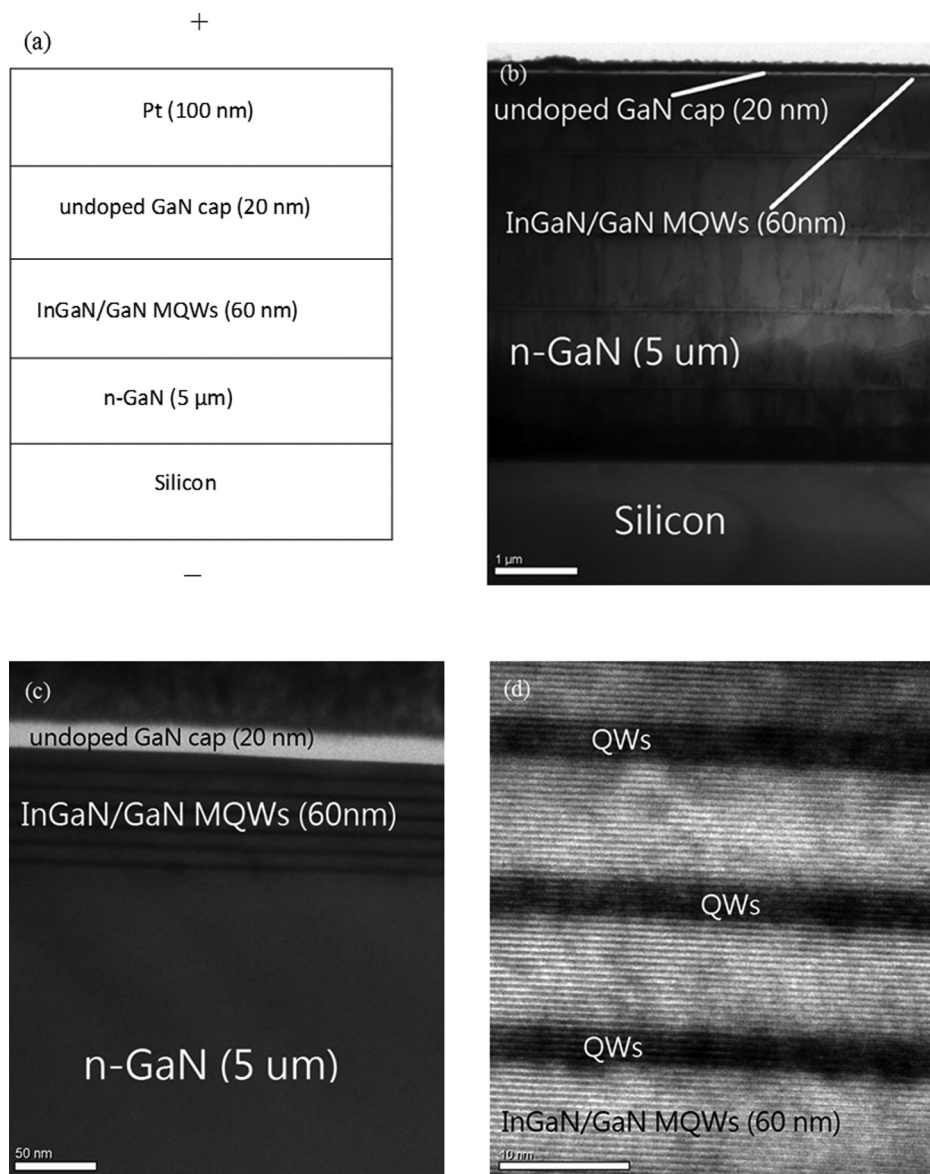 +
(a)
Pt (100 nm)
undoped GaN cap (20 nm)
InGaN/GaN MQWs (60 nm)
n-GaN (5 μm)
Silicon
—
(b)
undoped GaN cap (20 nm)
InGaN/GaN MQWs (60nm)
n-GaN (5 um)
Silicon
1 μm
(c)
undoped GaN cap (20 nm)
InGaN/GaN MQWs (60nm)
n-GaN (5 um)
50 nm
(d)
QWs
QWs
QWs
InGaN/GaN MQWs (60 nm)
10 nm